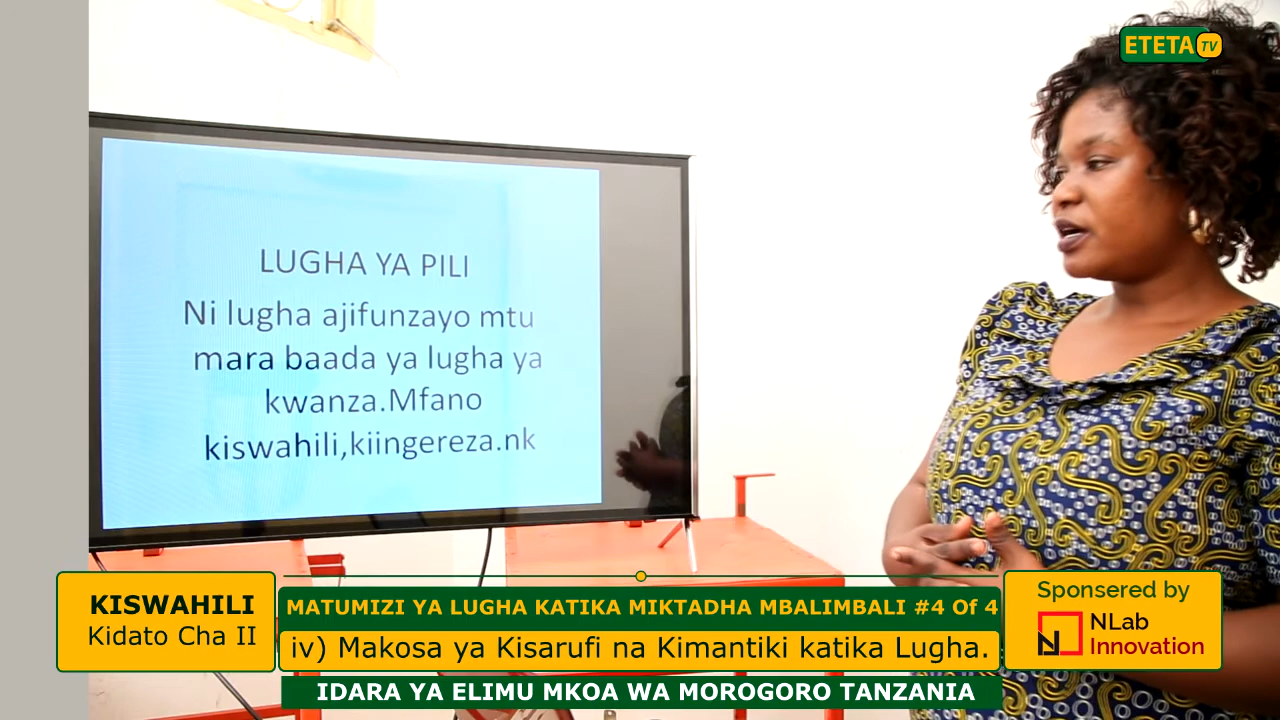 ETETA TV
LUGHA YA PILI
Ni lugha ajifunzayo mtu
mara baada ya lugha ya
kwanza.Mfano
kiswahili,kiingereza.nk
KISWAHILI
Kidato Cha II
MATUMIZI YA LUGHA KATIKA MIKTADHA MBALIMBALI #4 Of 4
iv) Makosa ya Kisarufi na Kimantiki katika Lugha.
IDARA YA ELIMU MKOA WA MOROGORO TANZANIA
Sponsered by
NLab
Innovation